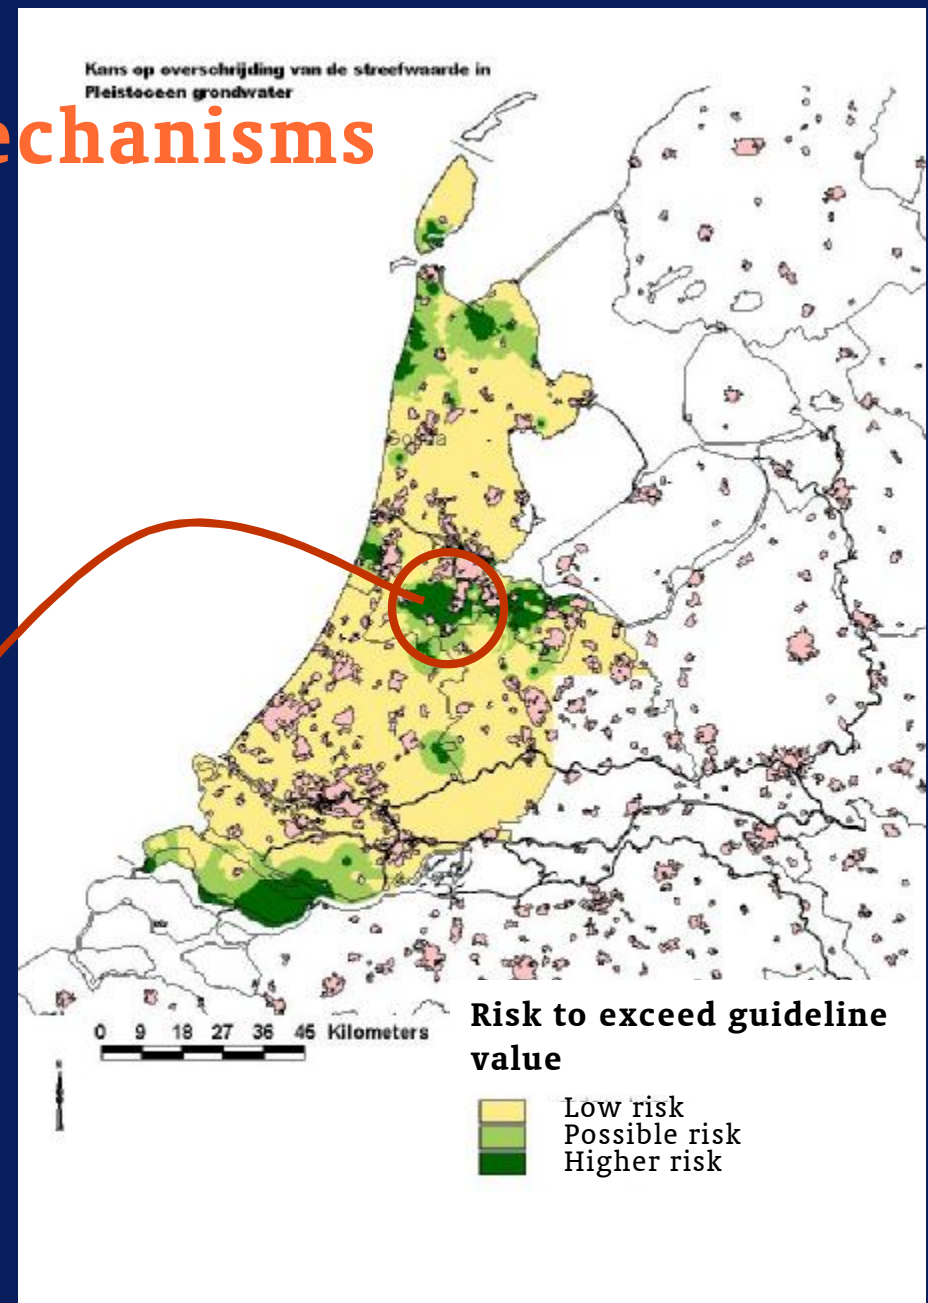 Kans op overschrijding van de streefwaarde in
Pleistoceen grondwater
echanisms
0 9 18 27 36 45 Kilometers
Risk to exceed guideline
value
Low risk
Possible risk
Higher risk